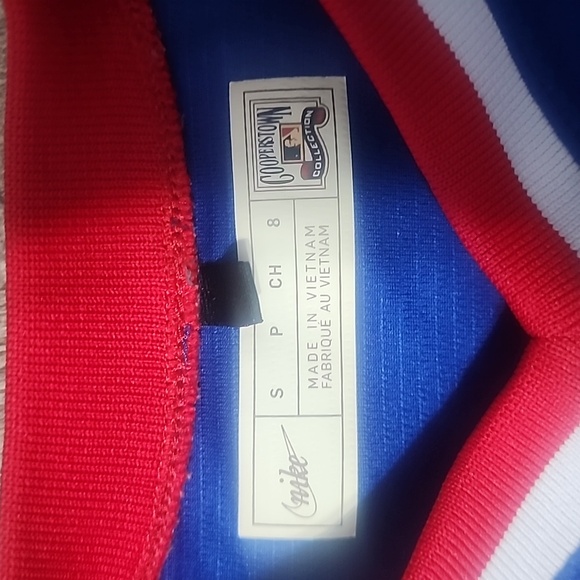 COOPERSTOWN
COLLECTION
S P CH 8
MADE IN VIETNAM
FABRIQUÉ AU VIETNAM
nike